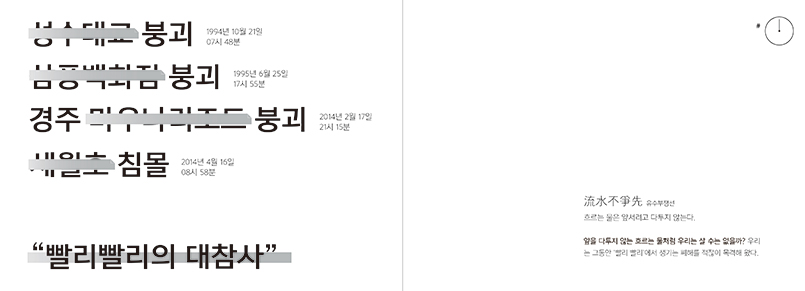 성수대교 붕괴
1994년 10월 21일
07시 48분
삼풍백화점 붕괴
1995년 6월 25일
17시 55분
경주 마우나리조트 붕괴
2014년 2월 17일
21시 15분
세월호 침몰
2014년 4월 16일
08시 58분
“빨리빨리의 대참사”
#
流水不爭先 유수부쟁선
흐르는 물은 앞서려고 다투지 않는다.
앞을 다투지 않는 흐르는 물처럼 우리는 살 수는 없을까? 우리
는 그동안 ‘빨리 빨리’에서 생기는 폐해를 적잖이 목격해 왔다.